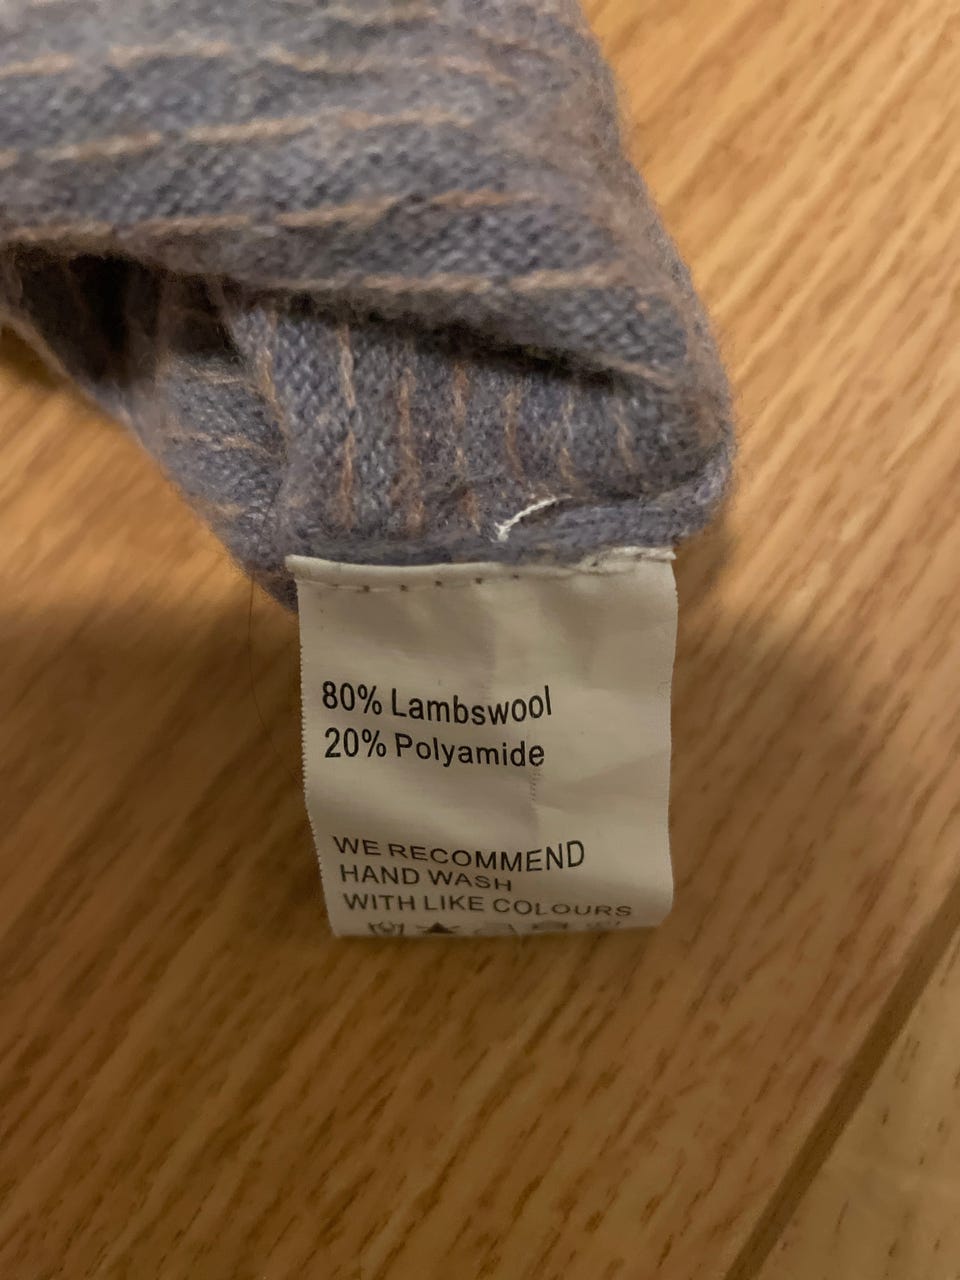 80% Lambswool
20% Polyamide
WE RECOMMEND
HAND WASH
WITH LIKE COLOURS